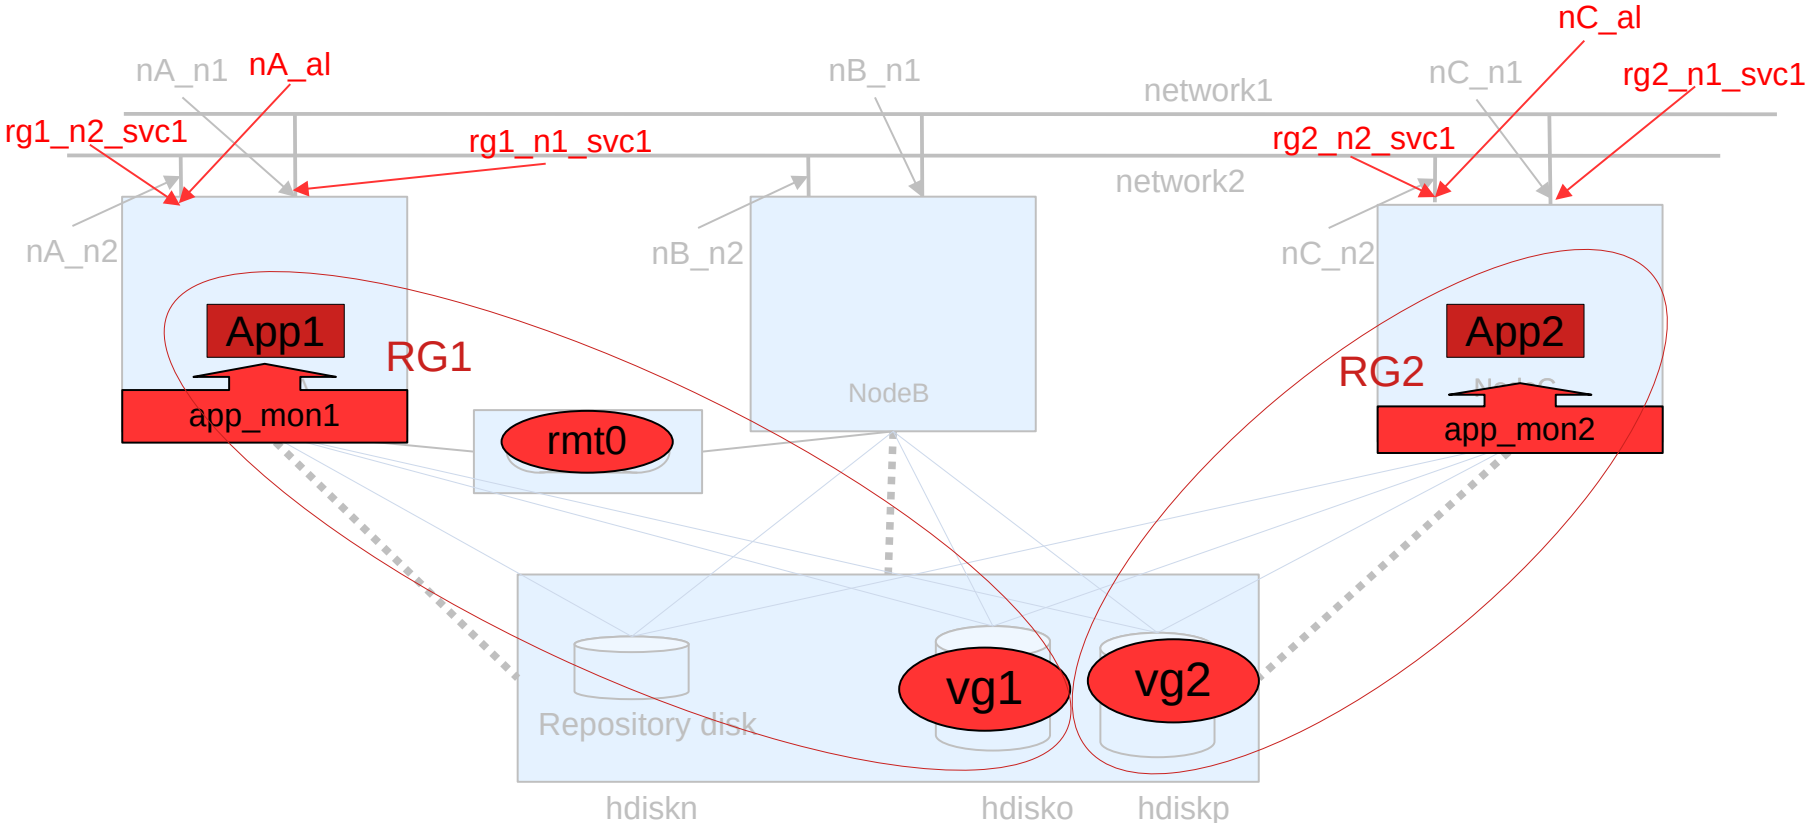 nC_al
nA_n1
nA_al
nB_n1
nC_n1
rg2_n1_svc1
network1
rg1_n2_svc1
rg1_n1_svc1
rg2_n2_svc1
network2
nA_n2
nB_n2
nC_n2
App1
RG1
App2
RG2
NodeB
NodeC
app_mon1
rmt0
app_mon2
vg1
vg2
Repository disk
hdiskn
hdisko
hdiskp